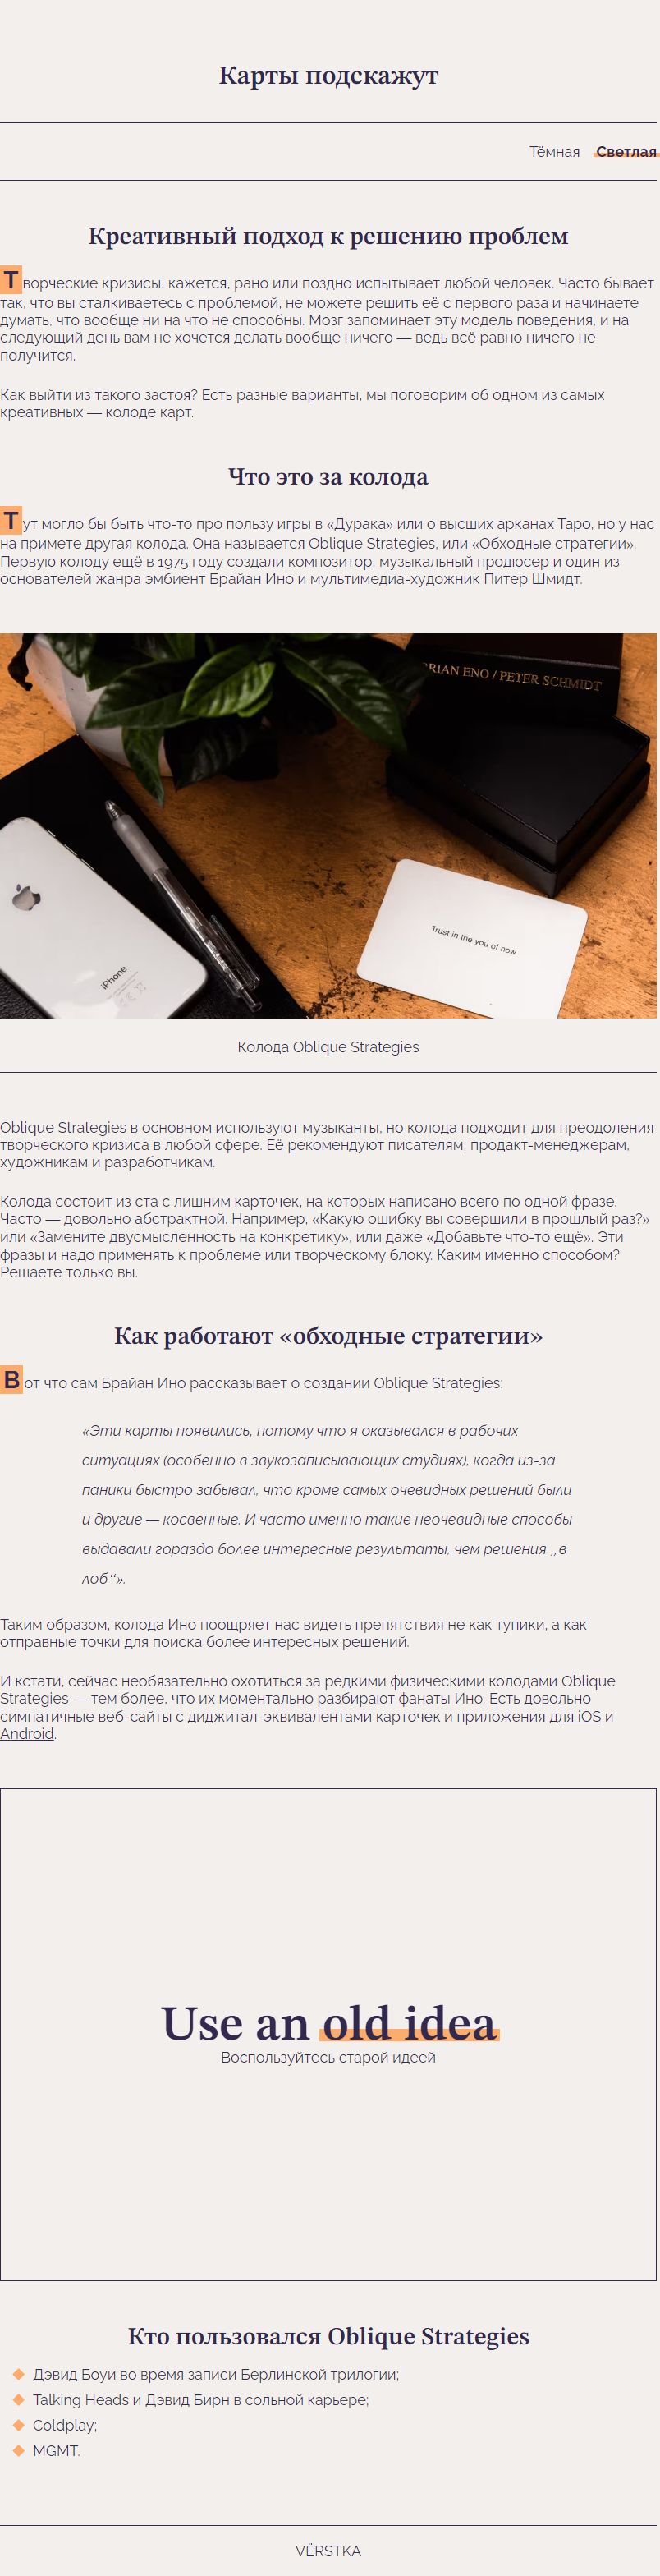 Карты подскажут
Тёмная Светлая
Креативный подход к решению проблем
Творческие кризисы, кажется, рано или поздно испытывает любой человек. Часто бывает
так, что вы сталкиваетесь с проблемой, не можете решить её с первого раза и начинаете
думать, что вообще ни на что не способны. Мозг запоминает эту модель поведения, и на
следующий день вам не хочется делать вообще ничего — ведь всё равно ничего не
получится.
Как выйти из такого застоя? Есть разные варианты, мы поговорим об одном из самых
креативных — колоде карт.
Что это за колода
Тут могло бы быть что-то про пользу игры в «Дурака» или о высших арканах Таро, но у нас
на примете другая колода. Она называется Oblique Strategies, или «Обходные стратегии».
Первую колоду ещё в 1975 году создали композитор, музыкальный продюсер и один из
основателей жанра эмбиент Брайан Ино и мультимедиа-художник Питер Шмидт.
BRIAN ENO / PETER SCHMIDT
Trust in the you of now
iPhone
Колода Oblique Strategies
Oblique Strategies в основном используют музыканты, но колода подходит для преодоления
творческого кризиса в любой сфере. Её рекомендуют писателям, продакт-менеджерам,
художникам и разработчикам.
Колода состоит из ста с лишним карточек, на которых написано всего по одной фразе.
Часто — довольно абстрактной. Например, «Какую ошибку вы совершили в прошлый раз?»
или «Замените двусмысленность на конкретику», или даже «Добавьте что-то ещё». Эти
фразы и надо применять к проблеме или творческому блоку. Каким именно способом?
Решаете только вы.
Как работают «обходные стратегии»
Вот что сам Брайан Ино рассказывает о создании Oblique Strategies:
«Эти карты появились, потому что я оказывался в рабочих
ситуациях (особенно в звукозаписывающих студиях), когда из-за
паники быстро забывал, что кроме самых очевидных решений были
и другие — косвенные. И часто именно такие неочевидные способы
выдавали гораздо более интересные результаты, чем решения „в
лоб“».
Таким образом, колода Ино поощряет нас видеть препятствия не как тупики, а как
отправные точки для поиска более интересных решений.
И кстати, сейчас необязательно охотиться за редкими физическими колодами Oblique
Strategies — тем более, что их моментально разбирают фанаты Ино. Есть довольно
симпатичные веб-сайты с диджитал-эквивалентами карточек и приложения для iOS и
Android.
Use an old idea
Воспользуйтесь старой идеей
Кто пользовался Oblique Strategies
Дэвид Боуи во время записи Берлинской трилогии;
Talking Heads и Дэвид Бирн в сольной карьере;
Coldplay;
MGMT.
VЁRSTKA